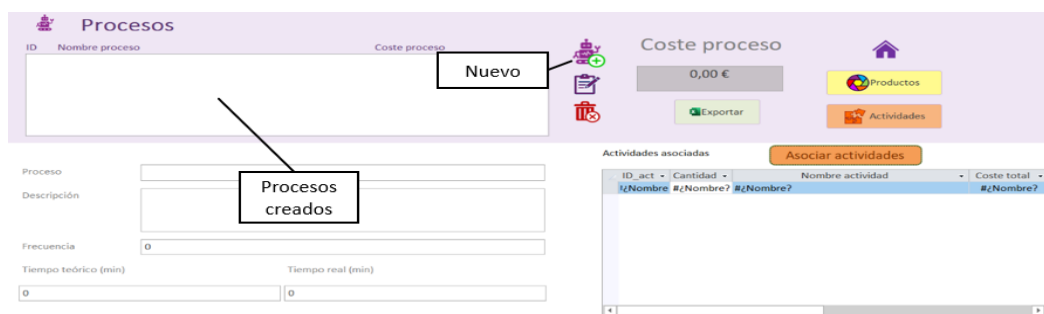 Procesos
ID Nombre proceso Coste proceso
Nuevo
Procesos
creados
Coste proceso
0,00 €
Exportar
Productos
Actividades
Proceso
Descripción
Frecuencia 0
Tiempo teórico (min) Tiempo real (min)
0 0
Actividades asociadas Asociar actividades
ID_act Cantidad Nombre actividad Coste total
#¿Nombre? #¿Nombre? #¿Nombre?